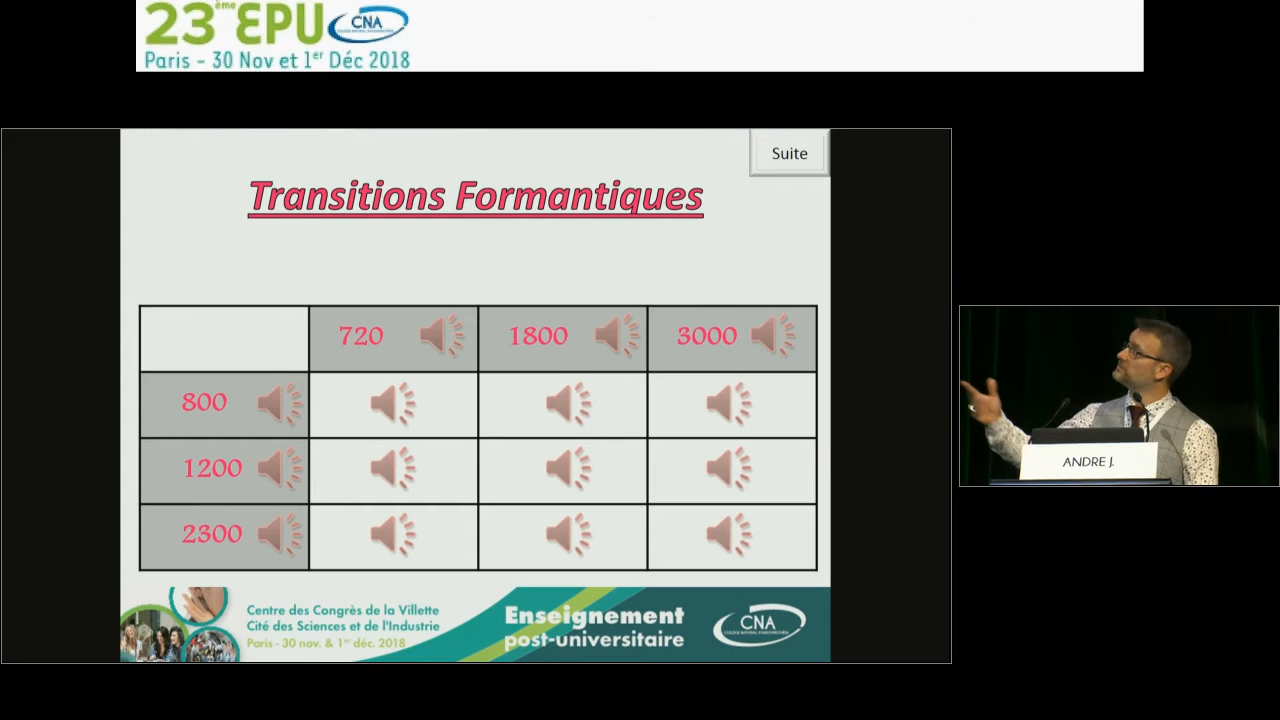 23ème EPU CNA
Paris - 30 Nov et 1er Déc 2018
Suite
Transitions Formantiques
720 1800 3000
800
1200
2300
Centre des Congrès de la Villette
Cité des Sciences et de l'Industrie
Paris - 30 nov. & 1er déc. 2018
Enseignement
post-universitaire
CNA
ANDRE J.